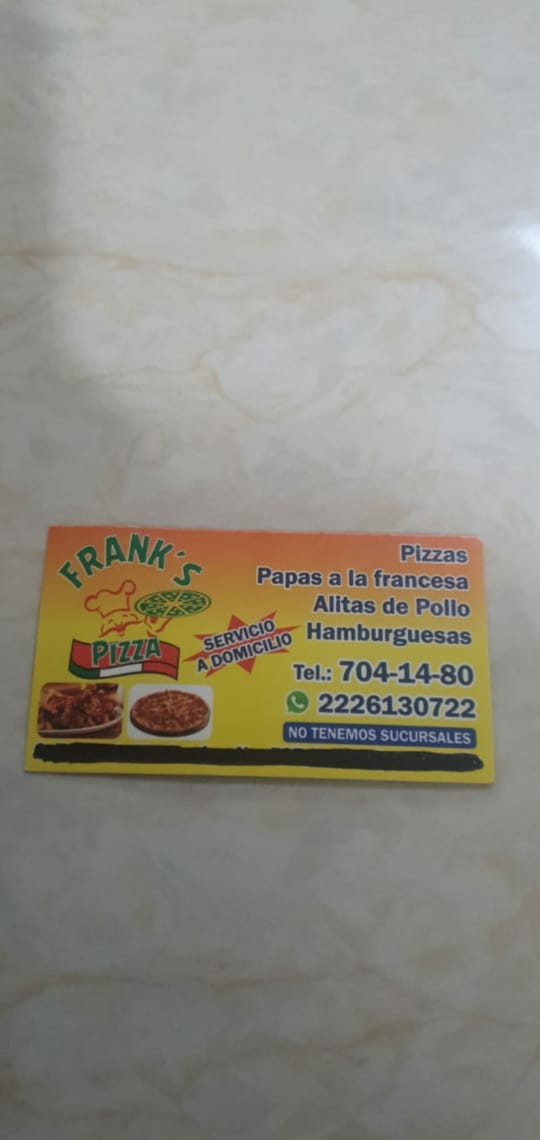 FRANK´S
PIZZA
SERVICIO
A DOMICILIO
Pizzas
Papas a la francesa
Alitas de Pollo
Hamburguesas
Tel.: 704-14-80
2226130722
NO TENEMOS SUCURSALES